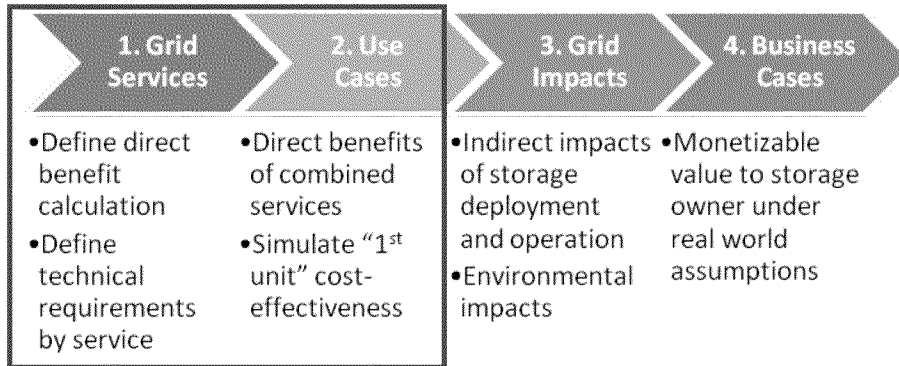 1. Grid
Services
2. Use
Cases
3. Grid
Impacts
4. Business
Cases
•Define direct
benefit
calculation
•Define
technical
requirements
by service
•Direct benefits
of combined
services
•Simulate “1st
unit” cost-
effectiveness
•Indirect impacts
of storage
deployment
and operation
•Environmental
impacts
•Monetizable
value to storage
owner under
real world
assumptions